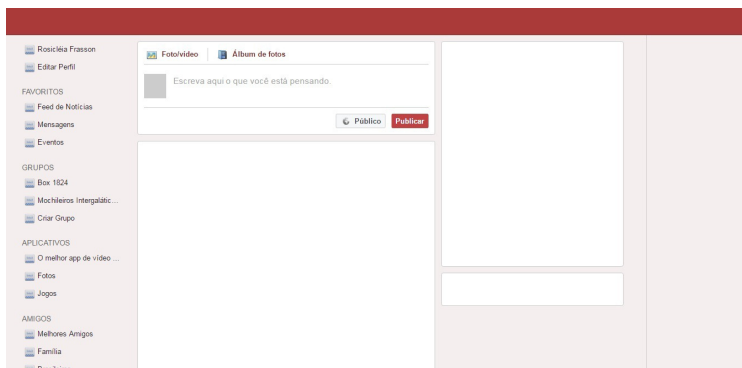 Rosicléia Frasson
Editar Perfil
FAVORITOS
Feed de Notícias
Mensagens
Eventos
GRUPOS
Box 1824
Mochileiros Intergalátic...
Criar Grupo
APLICATIVOS
O melhor app de vídeo ...
Fotos
Jogos
AMIGOS
Melhores Amigos
Família
Foto/vídeo
Álbum de fotos
Escreva aqui o que você está pensando.
Público
Publicar